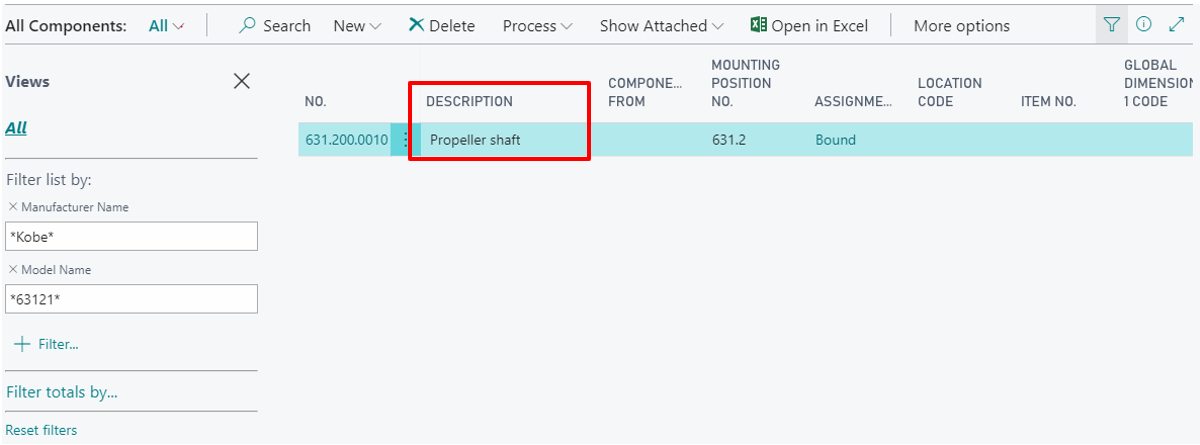 All Components: All Search New Delete Process Show Attached Open in Excel More options
Views
All
Filter list by:
Manufacturer Name
*Kobe*
Model Name
*63121*
Filter...
Filter totals by...
Reset filters
NO. DESCRIPTION COMPONE... FROM MOUNTING POSITION NO. ASSIGNME... LOCATION CODE ITEM NO. GLOBAL DIMENSION 1 CODE
631.200.0010 Propeller shaft 631.2 Bound